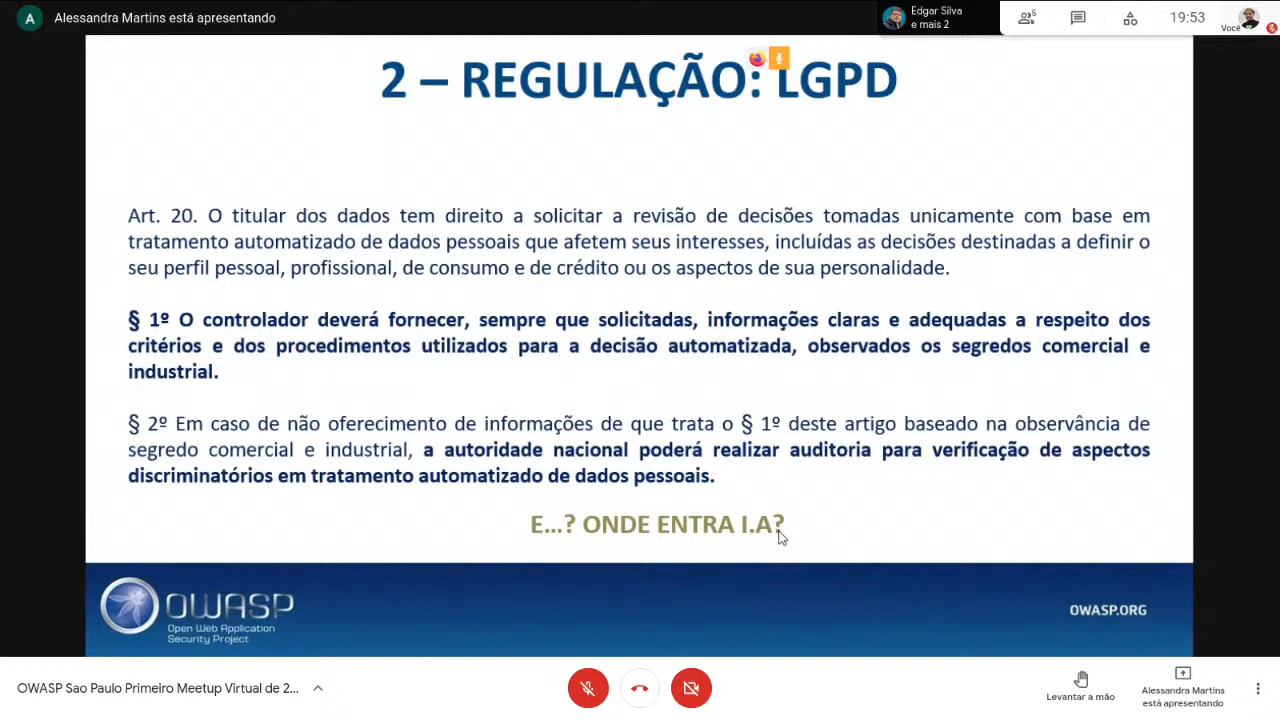 A
Alessandra Martins está apresentando
Edgar Silva
e mais 2
5
19:53
Você
2 – REGULAÇÃO: LGPD
Art. 20. O titular dos dados tem direito a solicitar a revisão de decisões tomadas unicamente com base em
tratamento automatizado de dados pessoais que afetem seus interesses, incluídas as decisões destinadas a definir o
seu perfil pessoal, profissional, de consumo e de crédito ou os aspectos de sua personalidade.
§ 1º O controlador deverá fornecer, sempre que solicitadas, informações claras e adequadas a respeito dos
critérios e dos procedimentos utilizados para a decisão automatizada, observados os segredos comercial e
industrial.
§ 2º Em caso de não oferecimento de informações de que trata o § 1º deste artigo baseado na observância de
segredo comercial e industrial, a autoridade nacional poderá realizar auditoria para verificação de aspectos
discriminatórios em tratamento automatizado de dados pessoais.
E...? ONDE ENTRA I.A?
OWASP
Open Web Application
Security Project
OWASP.ORG
OWASP Sao Paulo Primeiro Meetup Virtual de 2...
Levantar a mão
Alessandra Martins
está apresentando